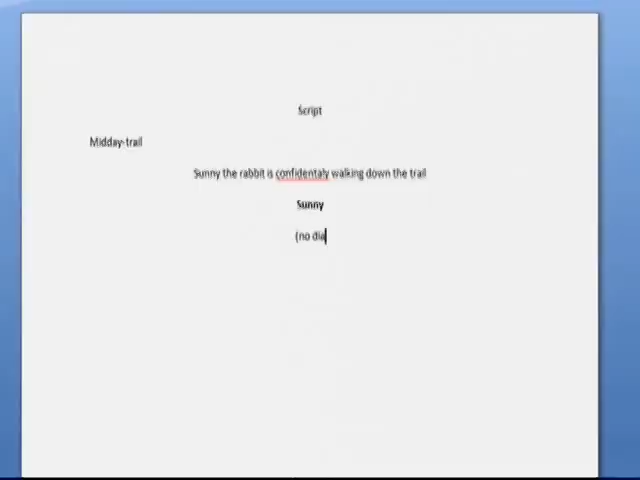 Script
Midday-trail
Sunny the rabbit is confidentaly walking down the trail
Sunny
(no dia